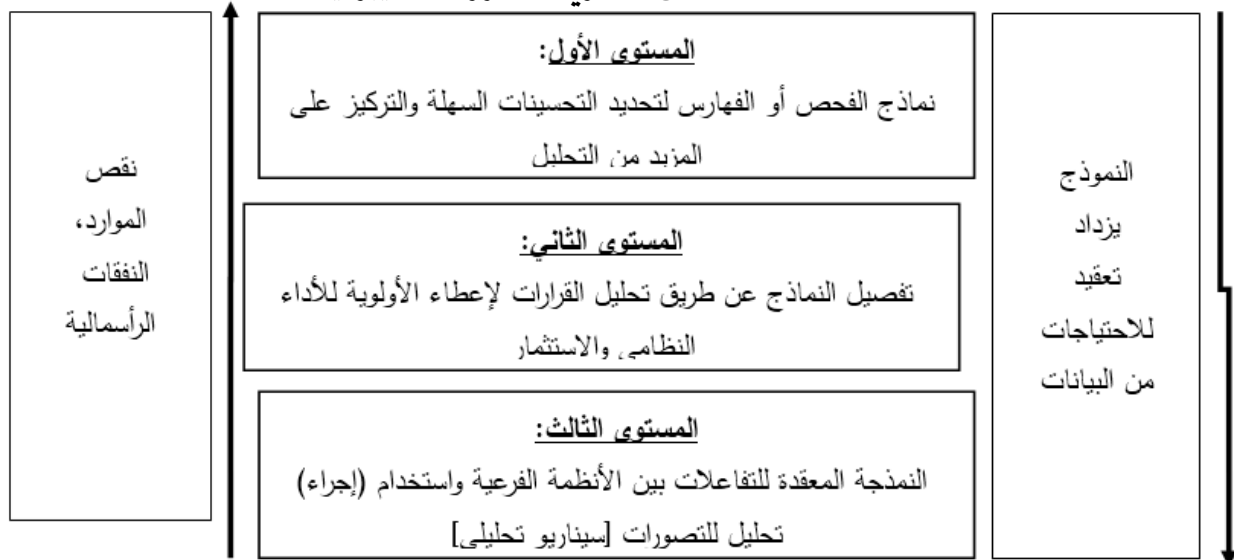 المستوى الأول:
نماذج الفحص أو الفهارس لتحديد التحسينات السهلة والتركيز على
المزيد من التحليل
المستوى الثاني:
تفصيل النماذج عن طريق تحليل القرارات لإعطاء الأولوية للأداء
النظامي والاستثمار
المستوى الثالث:
النمذجة المعقدة للتفاعلات بين الأنظمة الفرعية واستخدام (إجراء)
تحليل للتصورات [سيناريو تحليلي]
النموذج
يزداد
تعقيد
للاحتياجات
من البيانات
نقص
الموارد،
النفقات
الرأسمالية